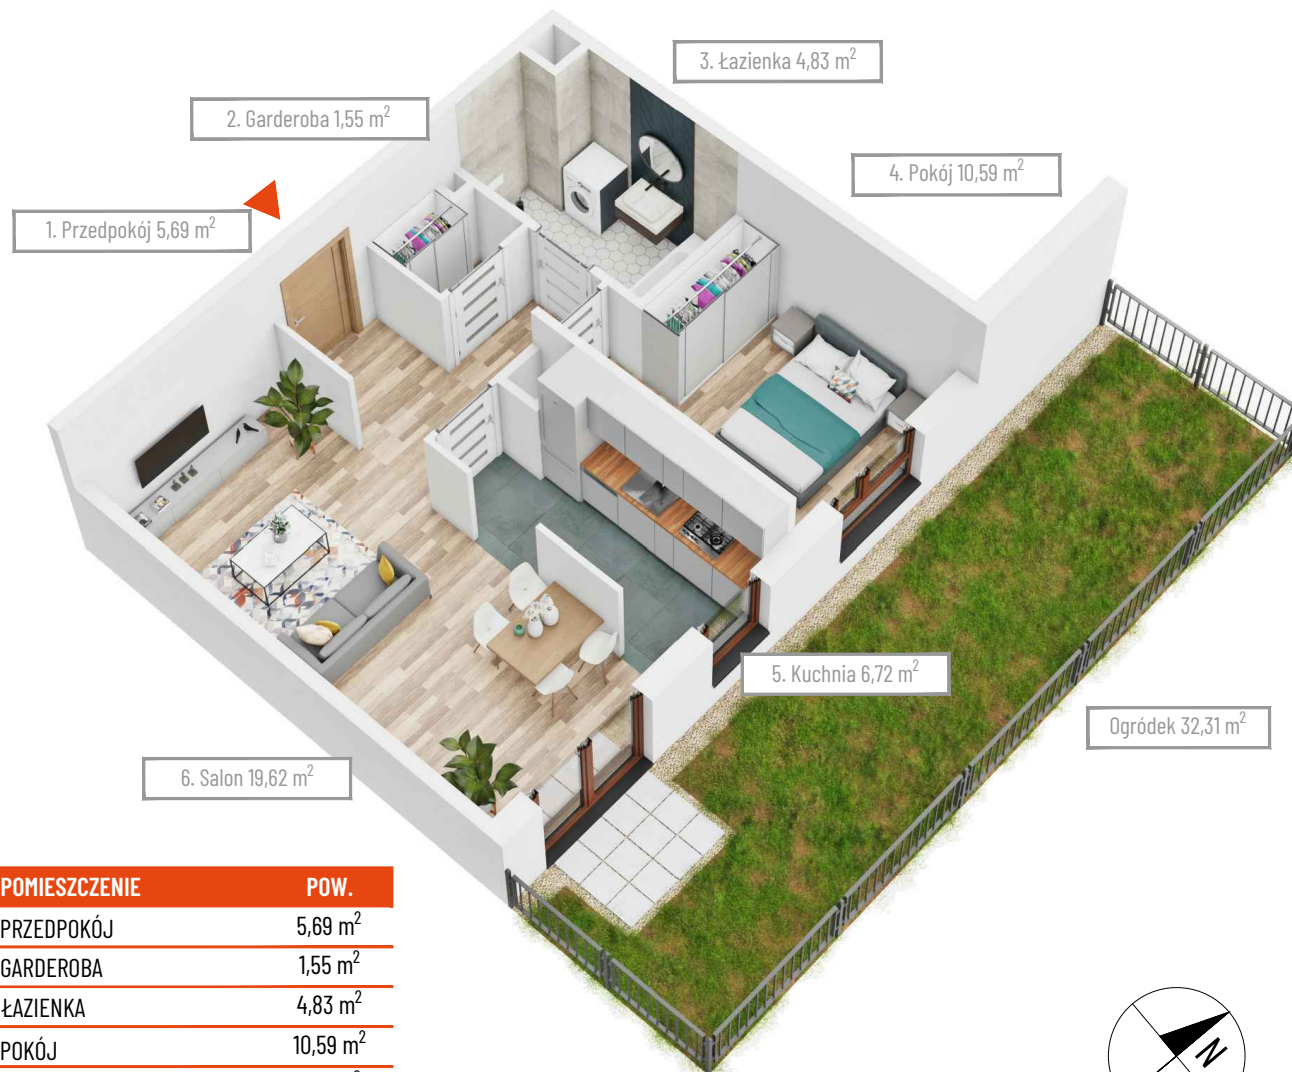 3. Łazienka 4,83 m²
2. Garderoba 1,55 m²
4. Pokój 10,59 m²
1. Przedpokój 5,69 m²
5. Kuchnia 6,72 m²
Ogródek 32,31 m²
6. Salon 19,62 m²
POMIESZCZENIE POW.
PRZEDPOKÓJ 5,69 m²
GARDEROBA 1,55 m²
ŁAZIENKA 4,83 m²
POKÓJ 10,59 m²
N